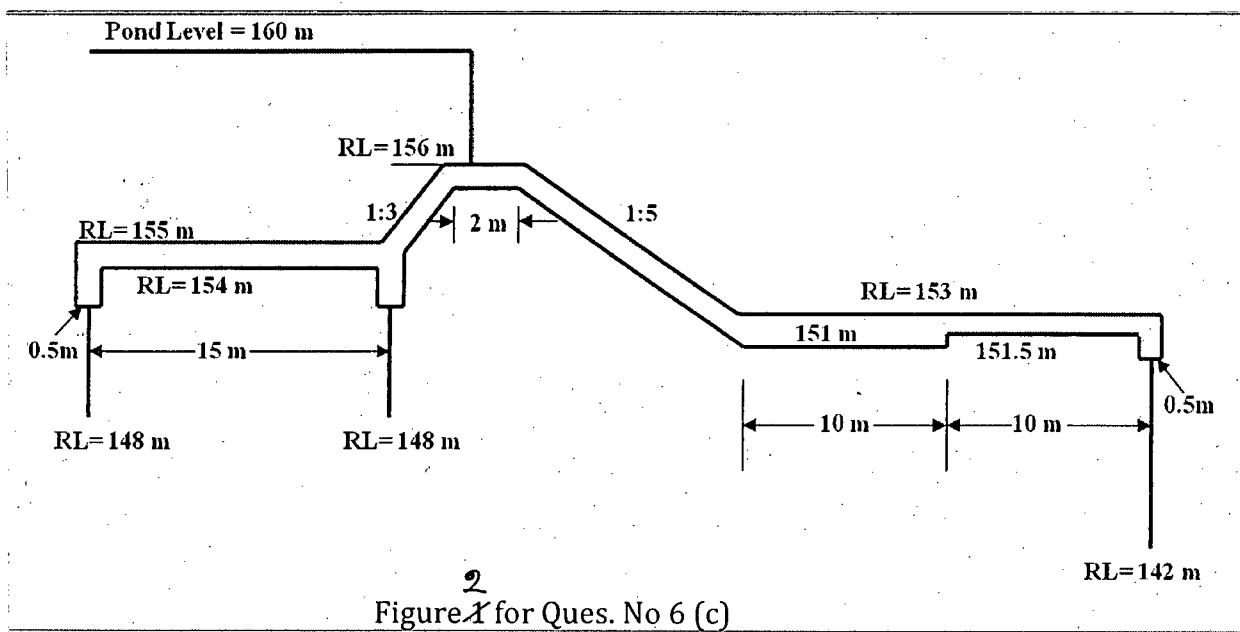 Pond Level = 160 m
RL= 156 m
1:3
2 m
1:5
RL= 155 m
RL= 154 m
RL= 153 m
151 m
151.5 m
0.5m
15 m
0.5m
10 m
10 m
RL= 148 m
RL= 148 m
RL= 142 m
2
Figure 1 for Ques. No 6 (c)